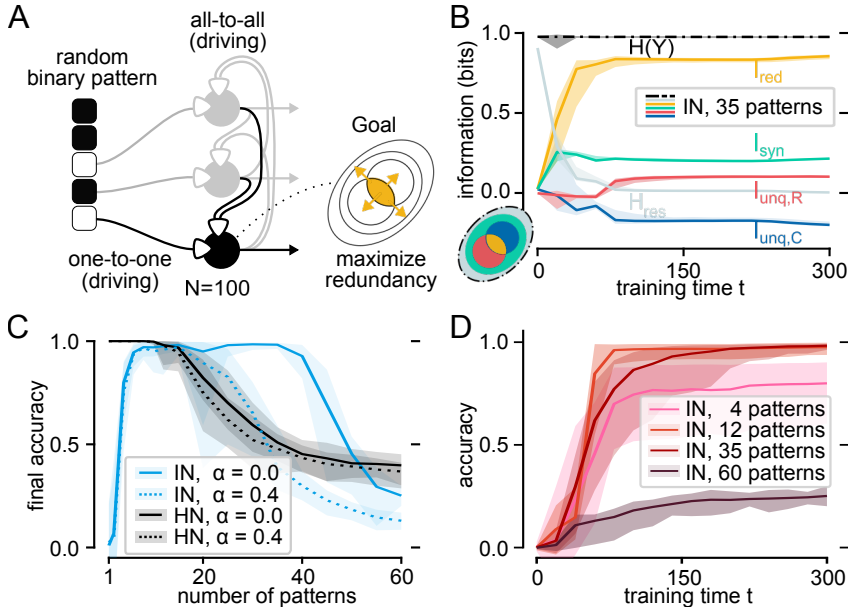 A
all-to-all
(driving)
random
binary pattern
one-to-one
(driving)
N=100
Goal
maximize
redundancy
B
information (bits)
1.0
0.5
0.0
H(Y)
I_red
IN, 35 patterns
I_syn
I_unq,R
H_res
I_unq,C
0
150
300
training time t
C
final accuracy
1.0
0.5
0.0
IN, α = 0.0
IN, α = 0.4
HN, α = 0.0
HN, α = 0.4
1
20
40
60
number of patterns
D
accuracy
1.0
0.5
0.0
IN, 4 patterns
IN, 12 patterns
IN, 35 patterns
IN, 60 patterns
0
150
300
training time t